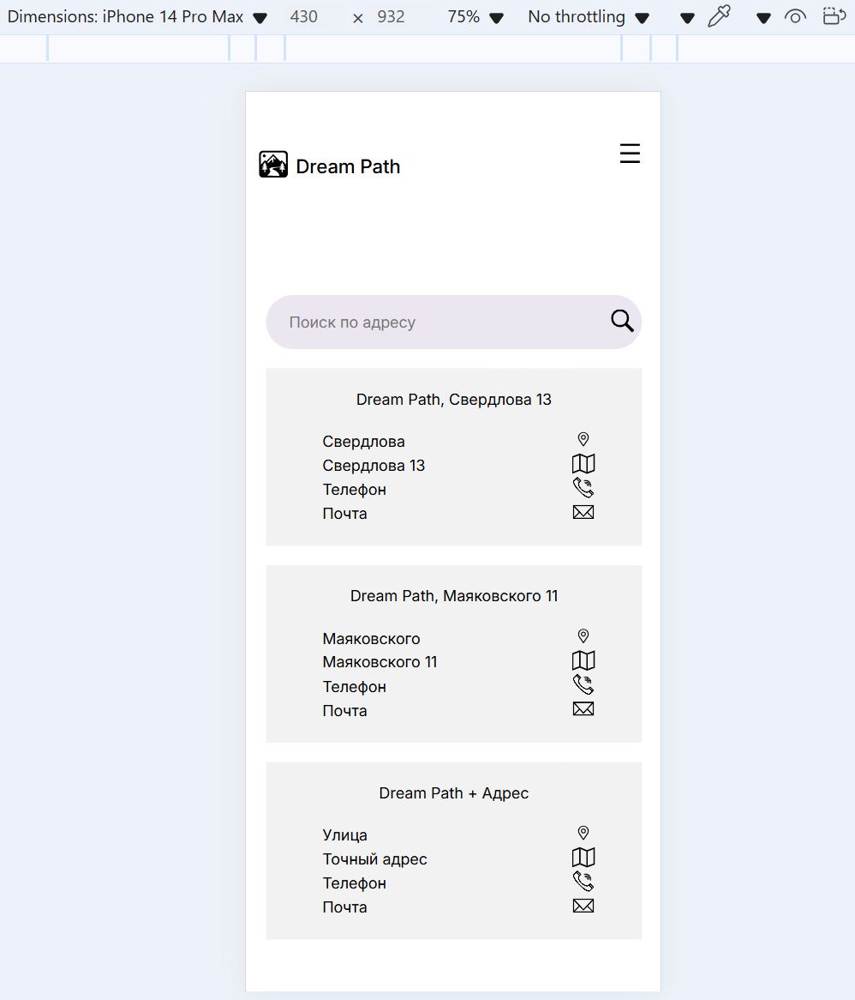 Dimensions: iPhone 14 Pro Max 430 × 932 75% No throttling
Dream Path
Поиск по адресу
Dream Path, Свердлова 13
Свердлова
Свердлова 13
Телефон
Почта
Dream Path, Маяковского 11
Маяковского
Маяковского 11
Телефон
Почта
Dream Path + Адрес
Улица
Точный адрес
Телефон
Почта